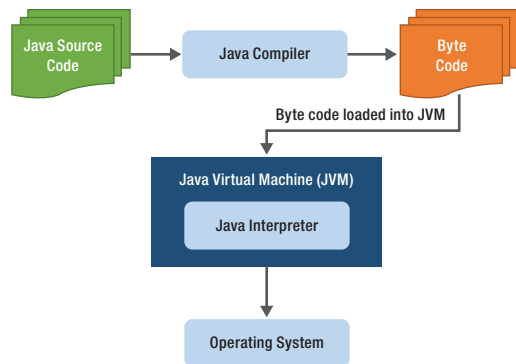 Java Source
Code
Java Compiler
Byte
Code
Byte code loaded into JVM
Java Virtual Machine (JVM)
Java Interpreter
Operating System